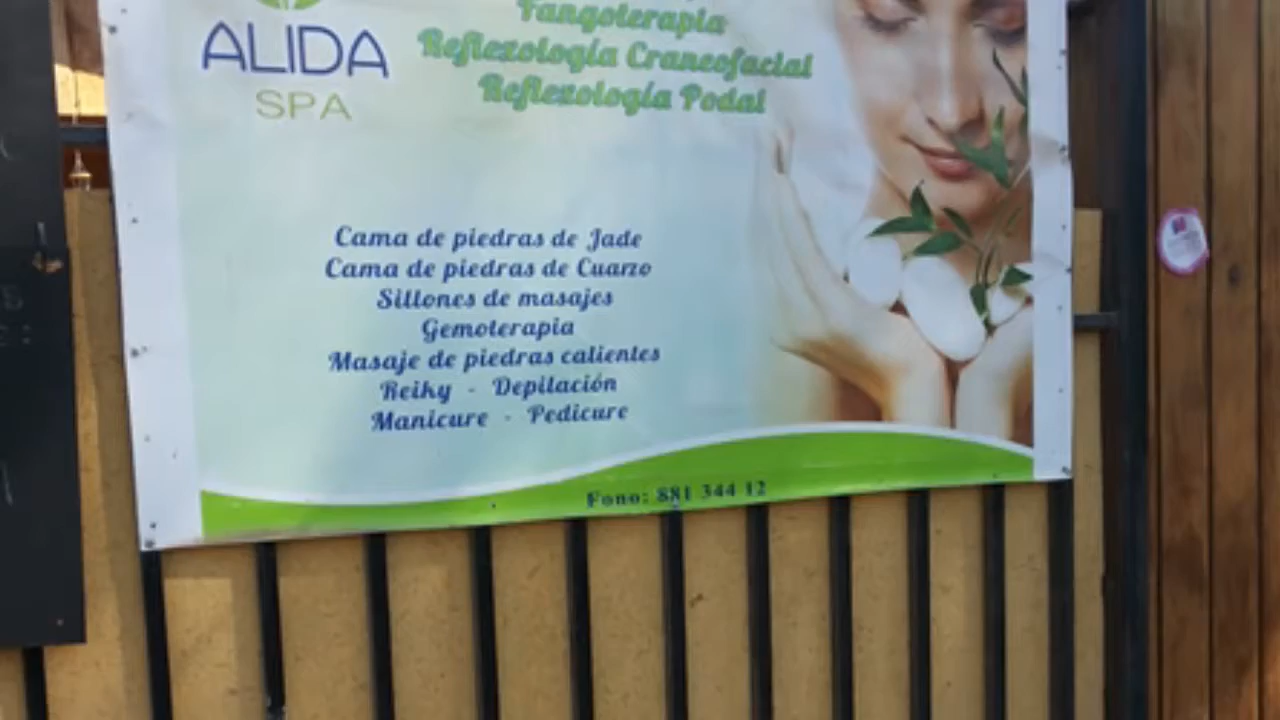 ALIDA
SPA
Fangoterapia
Reflexología Craneofacial
Reflexología Podal
Cama de piedras de Jade
Cama de piedras de Cuarzo
Sillones de masajes
Gemoterapia
Masaje de piedras calientes
Reiky - Depilación
Manicure - Pedicure
Fono: 881 344 12